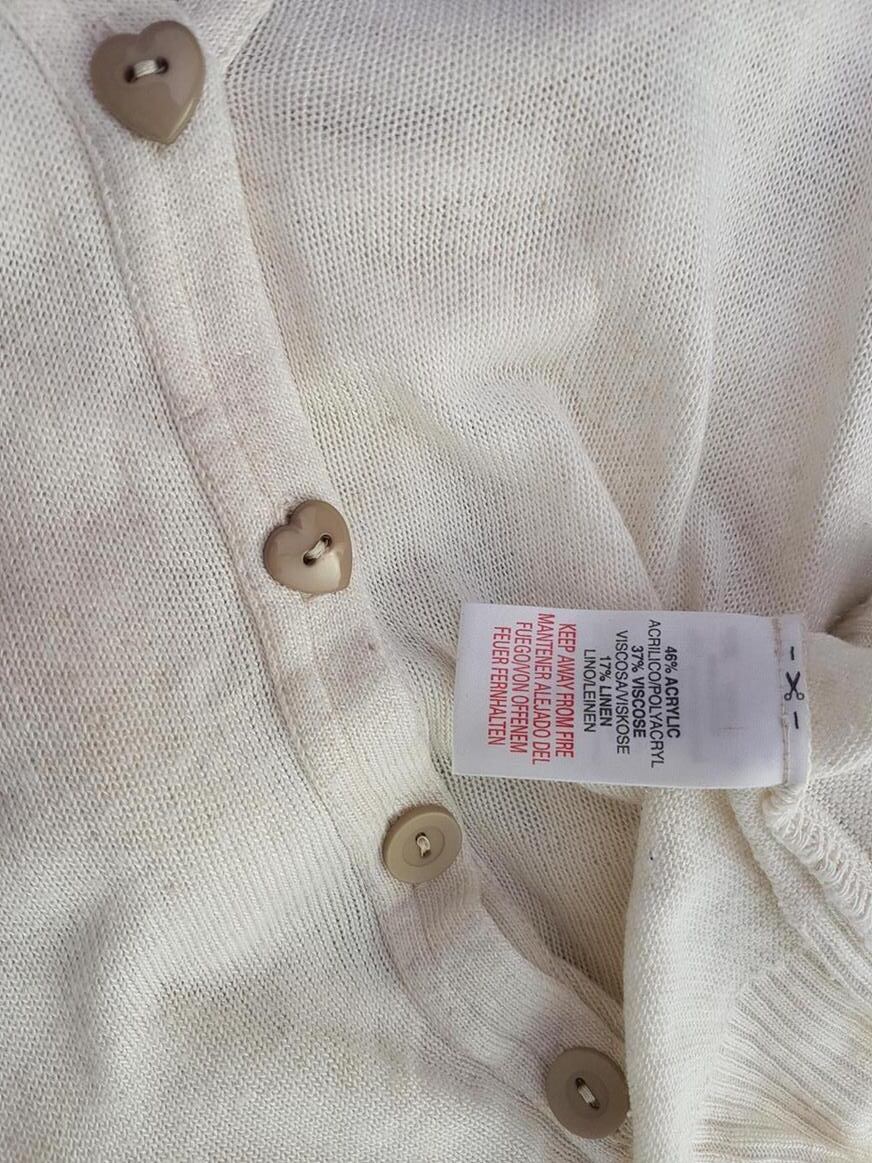 46% ACRYLIC
ACRILICO/POLYACRYL
37% VISCOSE
VISCOSA/VISKOSE
17% LINEN
LINO/LEINEN
KEEP AWAY FROM FIRE
MANTENER ALEJADO DEL
FUEGO/VON OFFENEM
FEUER FERNHALTEN